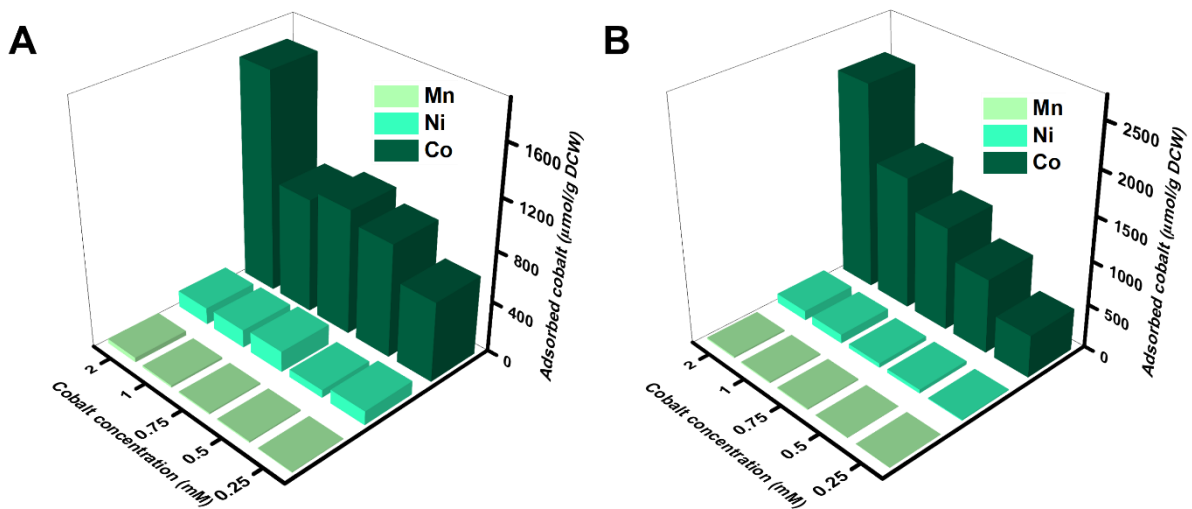 A
Mn
Ni
Co
1600
1200
800
400
0
Adsorbed cobalt (μmol/g DCW)
2
1
0.75
0.5
0.25
Cobalt concentration (mM)
B
Mn
Ni
Co
2500
2000
1500
1000
500
0
Adsorbed cobalt (μmol/g DCW)
2
1
0.75
0.5
0.25
Cobalt concentration (mM)